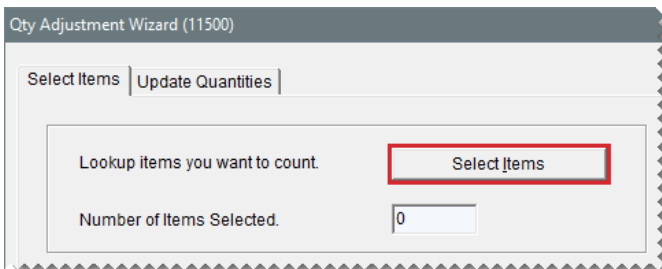 Qty Adjustment Wizard (11500)
Select Items Update Quantities
Lookup items you want to count. Select Items
Number of Items Selected. 0